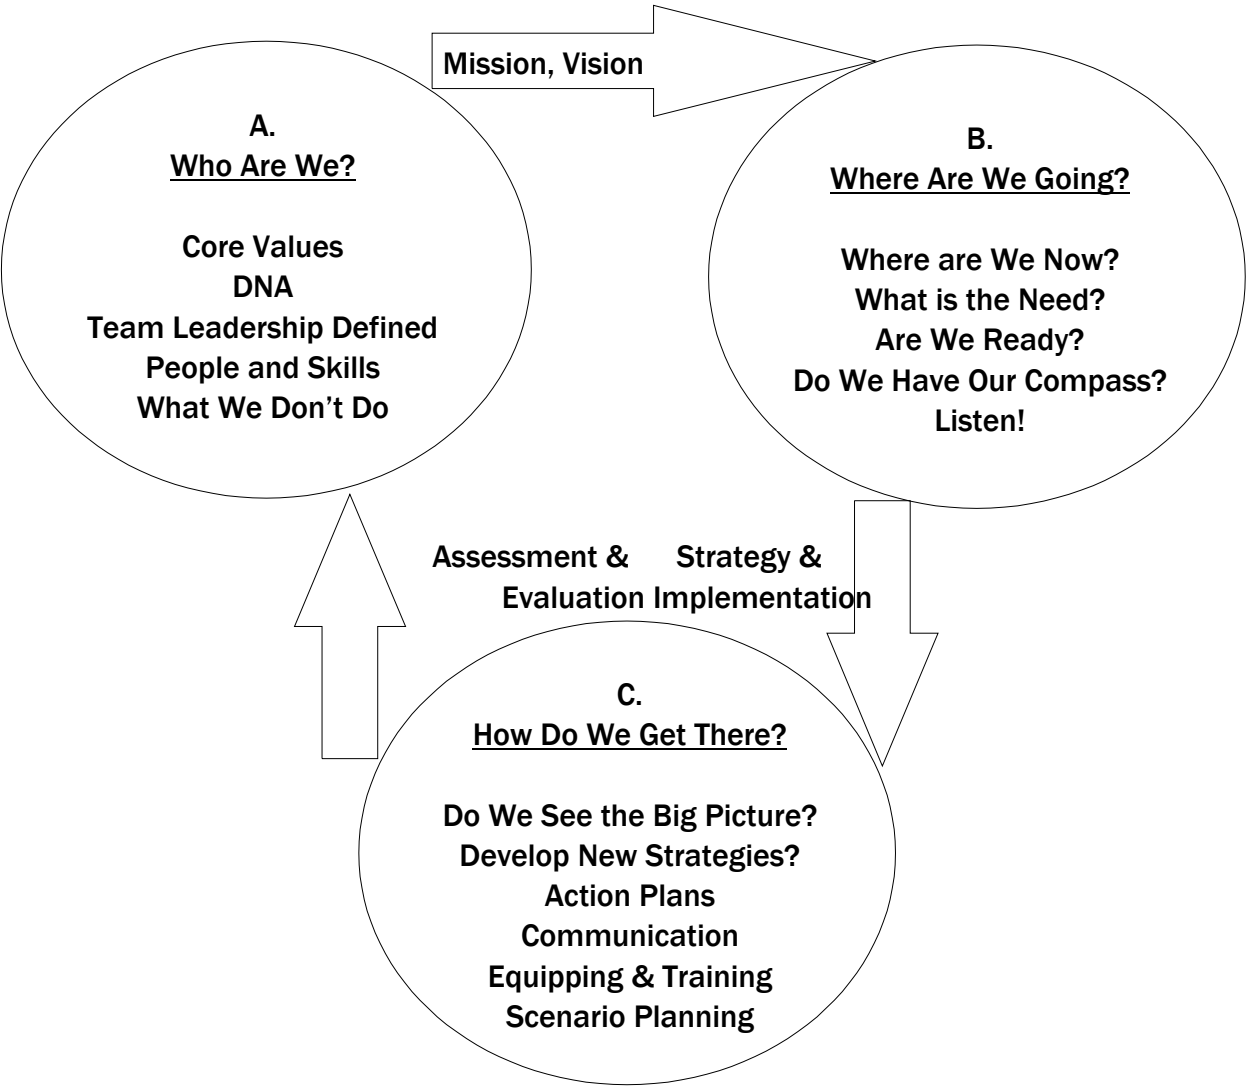 Mission, Vision
A.
Who Are We?
Core Values
DNA
Team Leadership Defined
People and Skills
What We Don’t Do
B.
Where Are We Going?
Where are We Now?
What is the Need?
Are We Ready?
Do We Have Our Compass?
Listen!
Assessment & Strategy &
Evaluation Implementation
C.
How Do We Get There?
Do We See the Big Picture?
Develop New Strategies?
Action Plans
Communication
Equipping & Training
Scenario Planning